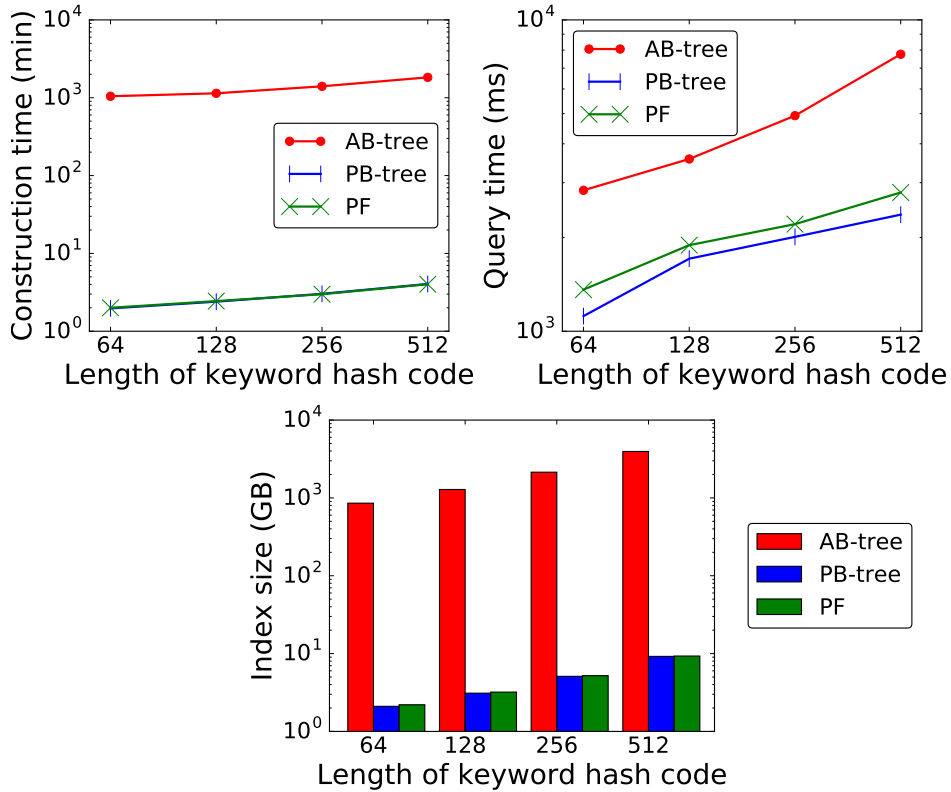 Construction time (min)
10^4
10^3
10^2
10^1
10^0
AB-tree
PB-tree
PF
64 128 256 512
Length of keyword hash code
Query time (ms)
10^4
10^3
AB-tree
PB-tree
PF
64 128 256 512
Length of keyword hash code
Index size (GB)
10^4
10^3
10^2
10^1
10^0
64 128 256 512
Length of keyword hash code
AB-tree
PB-tree
PF